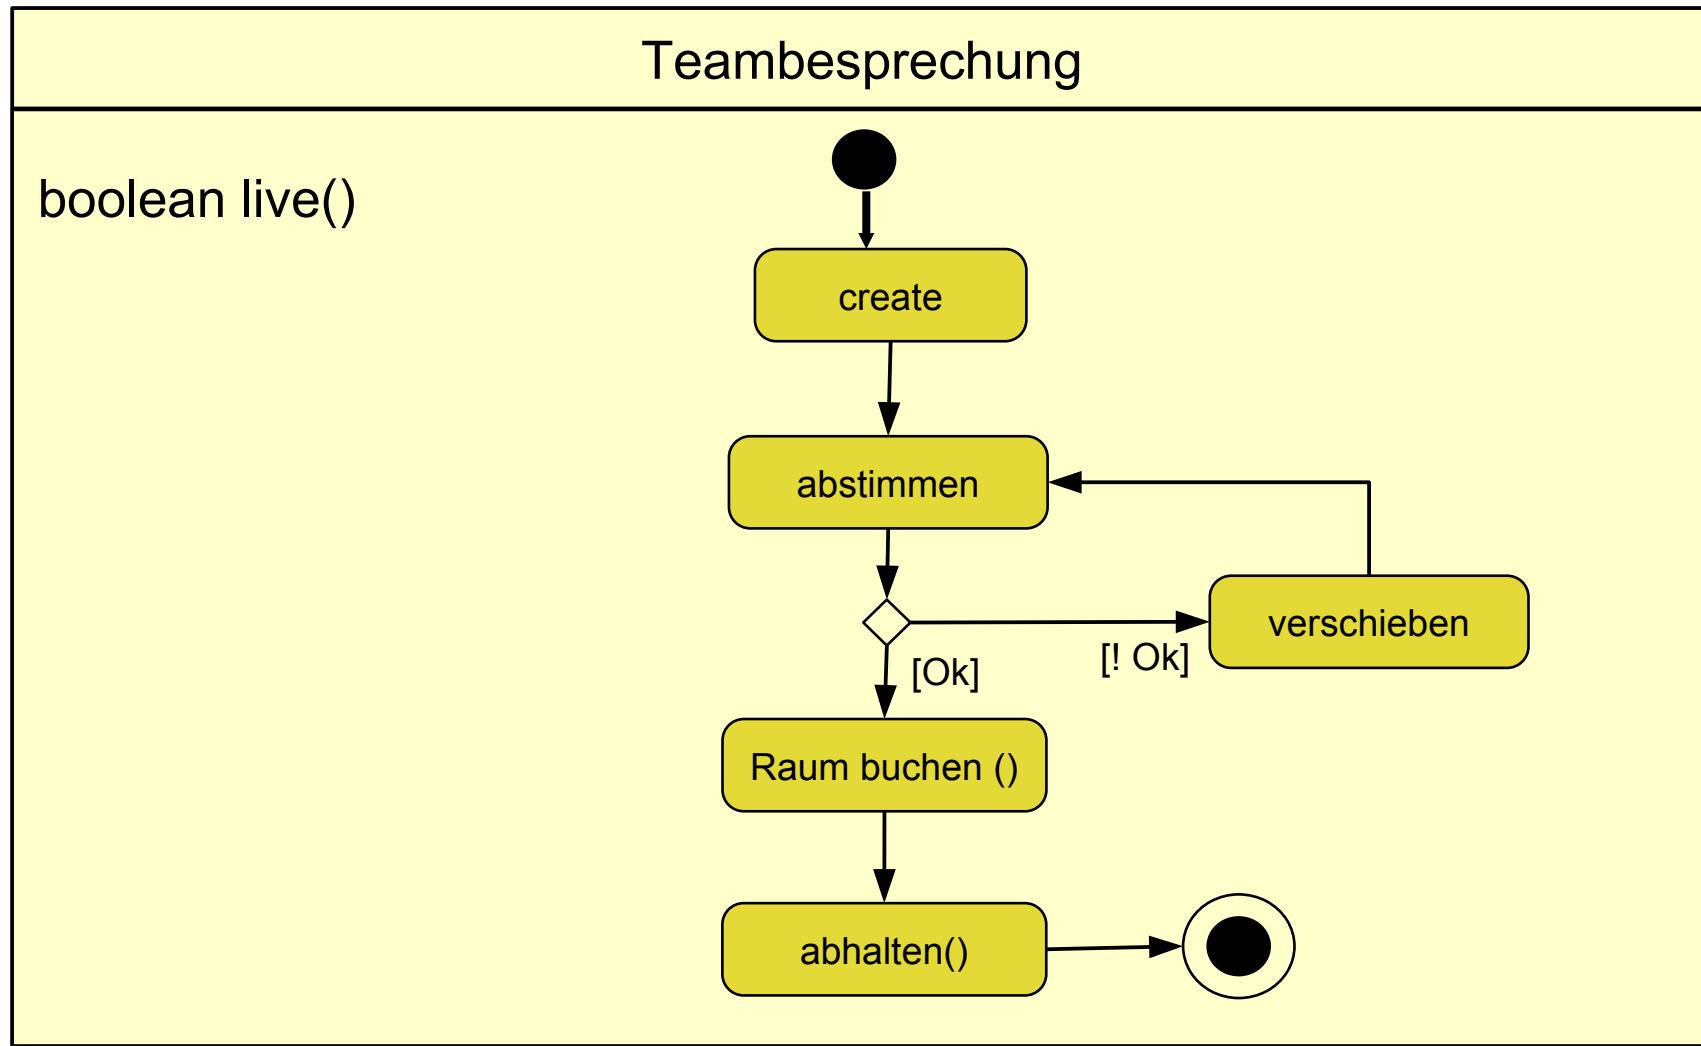 Teambesprechung
boolean live()
create
abstimmen
verschieben
[! Ok]
[Ok]
Raum buchen ()
abhalten()